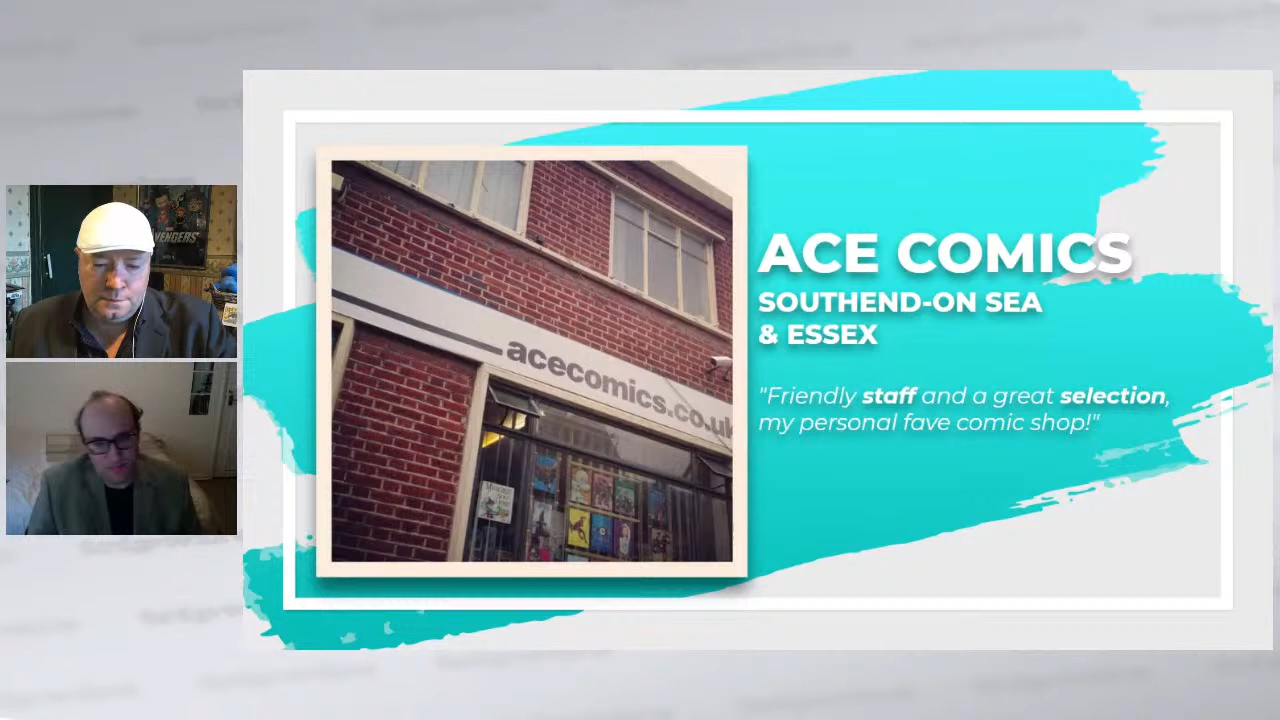 ACE COMICS
SOUTHEND-ON SEA
& ESSEX
"Friendly staff and a great selection,
my personal fave comic shop!"
acecomics.co.uk
VENGERS